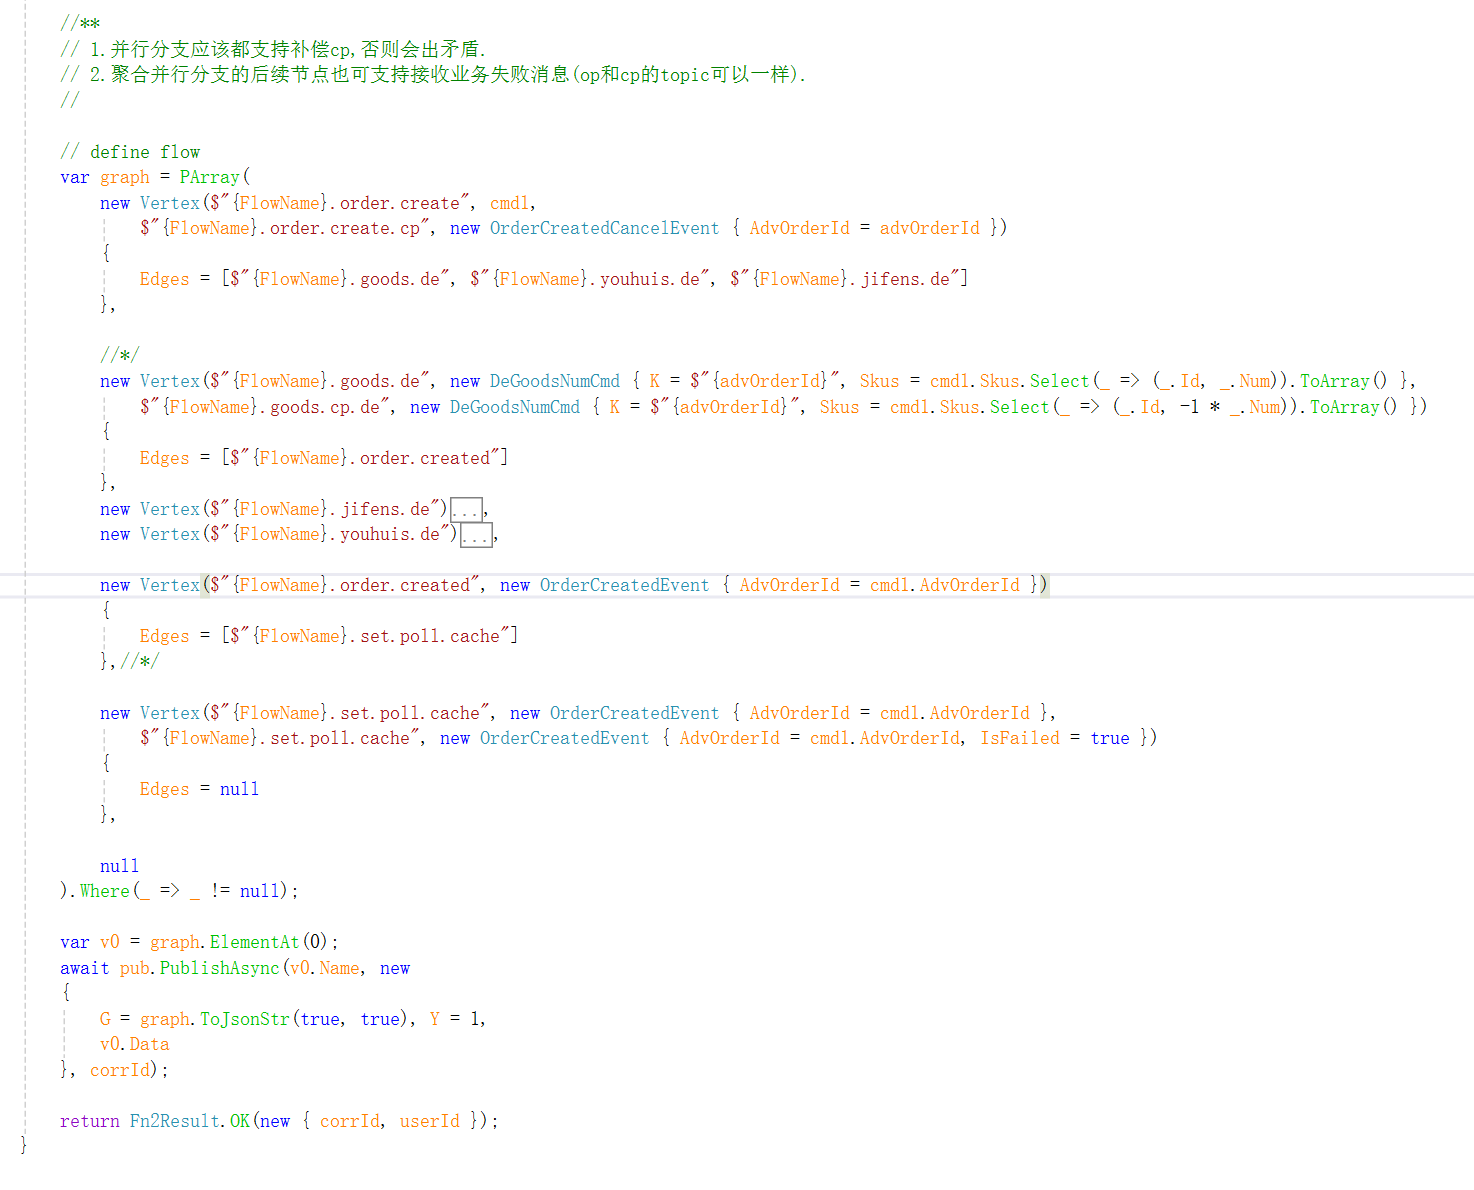 //**
// 1.并行分支应该都支持补偿cp,否则会出矛盾.
// 2.聚合并行分支的后续节点也可支持接收业务失败消息(op和cp的topic可以一样).
//
// define flow
var graph = PArray(
new Vertex($"{FlowName}.order.create", cmd1,
$"{FlowName}.order.create.cp", new OrderCreatedCancelEvent { AdvOrderId = advOrderId })
{
Edges = [$"{FlowName}.goods.de", $"{FlowName}.youhuis.de", $"{FlowName}.jifens.de"]
},
//*/
new Vertex($"{FlowName}.goods.de", new DeGoodsNumCmd { K = $"{advOrderId}", Skus = cmd1.Skus.Select(_ => (_.Id, _.Num)).ToArray() },
$"{FlowName}.goods.cp.de", new DeGoodsNumCmd { K = $"{advOrderId}", Skus = cmd1.Skus.Select(_ => (_.Id, -1 * _.Num)).ToArray() })
{
Edges = [$"{FlowName}.order.created"]
},
new Vertex($"{FlowName}.jifens.de")...,
new Vertex($"{FlowName}.youhuis.de")...,
new Vertex($"{FlowName}.order.created", new OrderCreatedEvent { AdvOrderId = cmd1.AdvOrderId })
{
Edges = [$"{FlowName}.set.poll.cache"]
},//*/
new Vertex($"{FlowName}.set.poll.cache", new OrderCreatedEvent { AdvOrderId = cmd1.AdvOrderId },
$"{FlowName}.set.poll.cache", new OrderCreatedEvent { AdvOrderId = cmd1.AdvOrderId, IsFailed = true })
{
Edges = null
},
null
).Where(_ => _ != null);
var v0 = graph.ElementAt(0);
await pub.PublishAsync(v0.Name, new
{
G = graph.ToJsonStr(true, true), Y = 1,
v0.Data
}, corrId);
return Fn2Result.OK(new { corrId, userId });
}